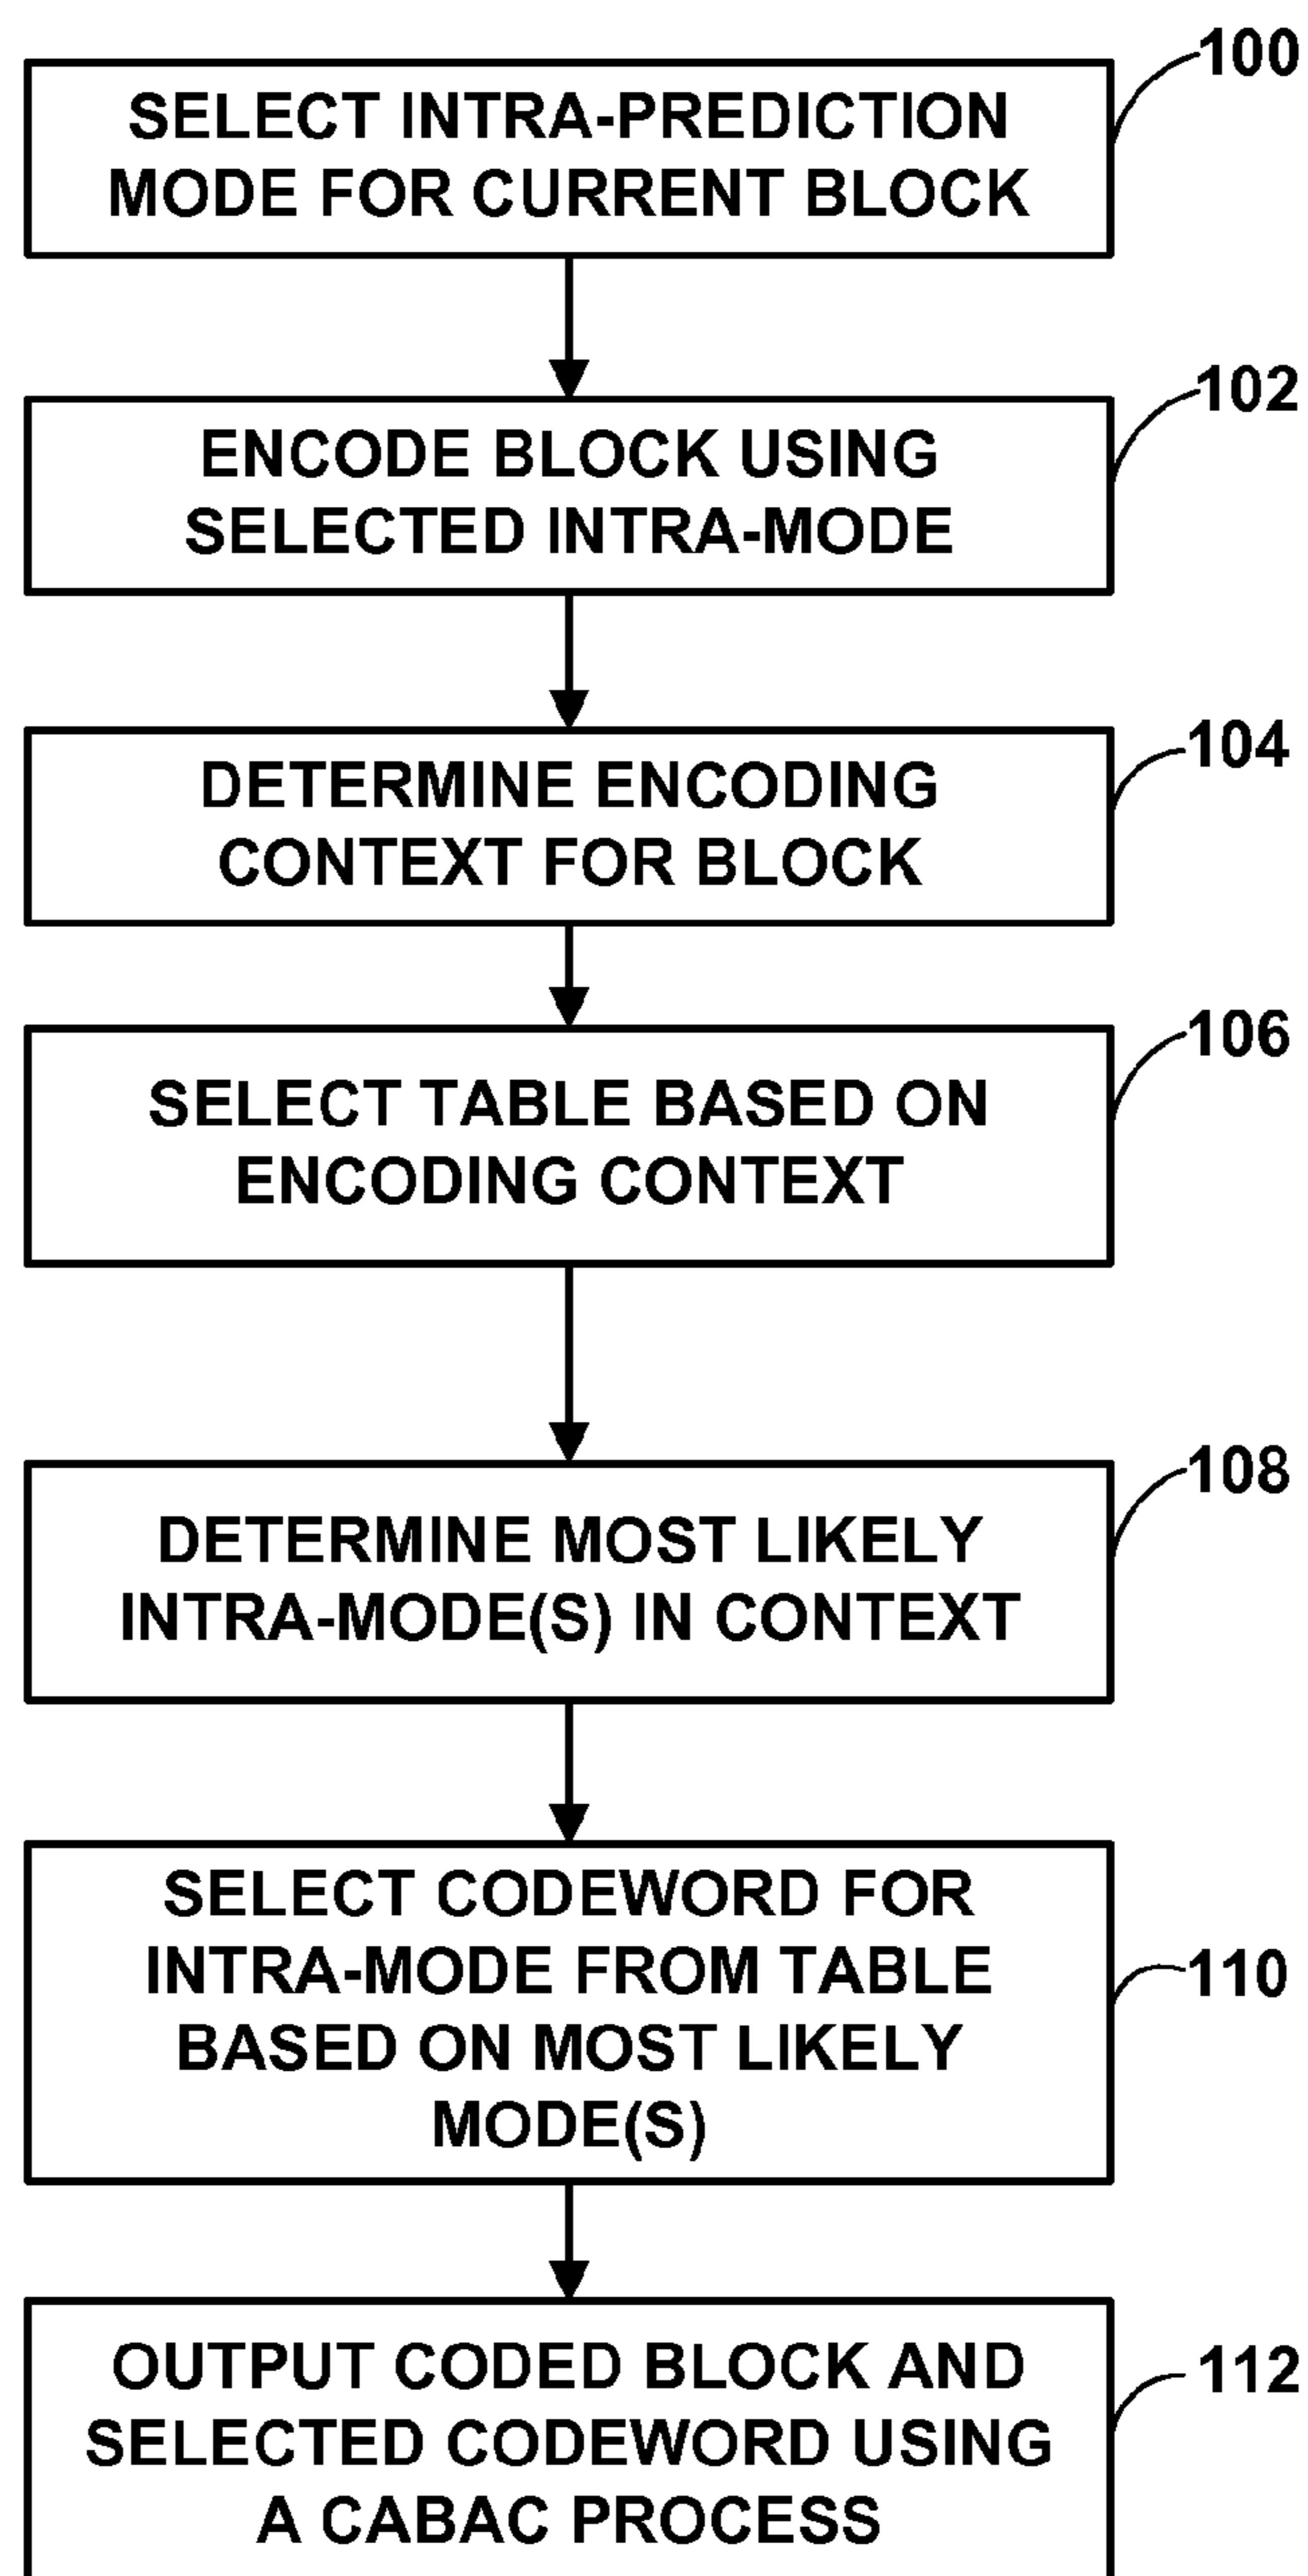 100
SELECT INTRA-PREDICTION
MODE FOR CURRENT BLOCK
102
ENCODE BLOCK USING
SELECTED INTRA-MODE
104
DETERMINE ENCODING
CONTEXT FOR BLOCK
106
SELECT TABLE BASED ON
ENCODING CONTEXT
108
DETERMINE MOST LIKELY
INTRA-MODE(S) IN CONTEXT
SELECT CODEWORD FOR
INTRA-MODE FROM TABLE
110
BASED ON MOST LIKELY
MODE(S)
OUTPUT CODED BLOCK AND
112
SELECTED CODEWORD USING
A CABAC PROCESS